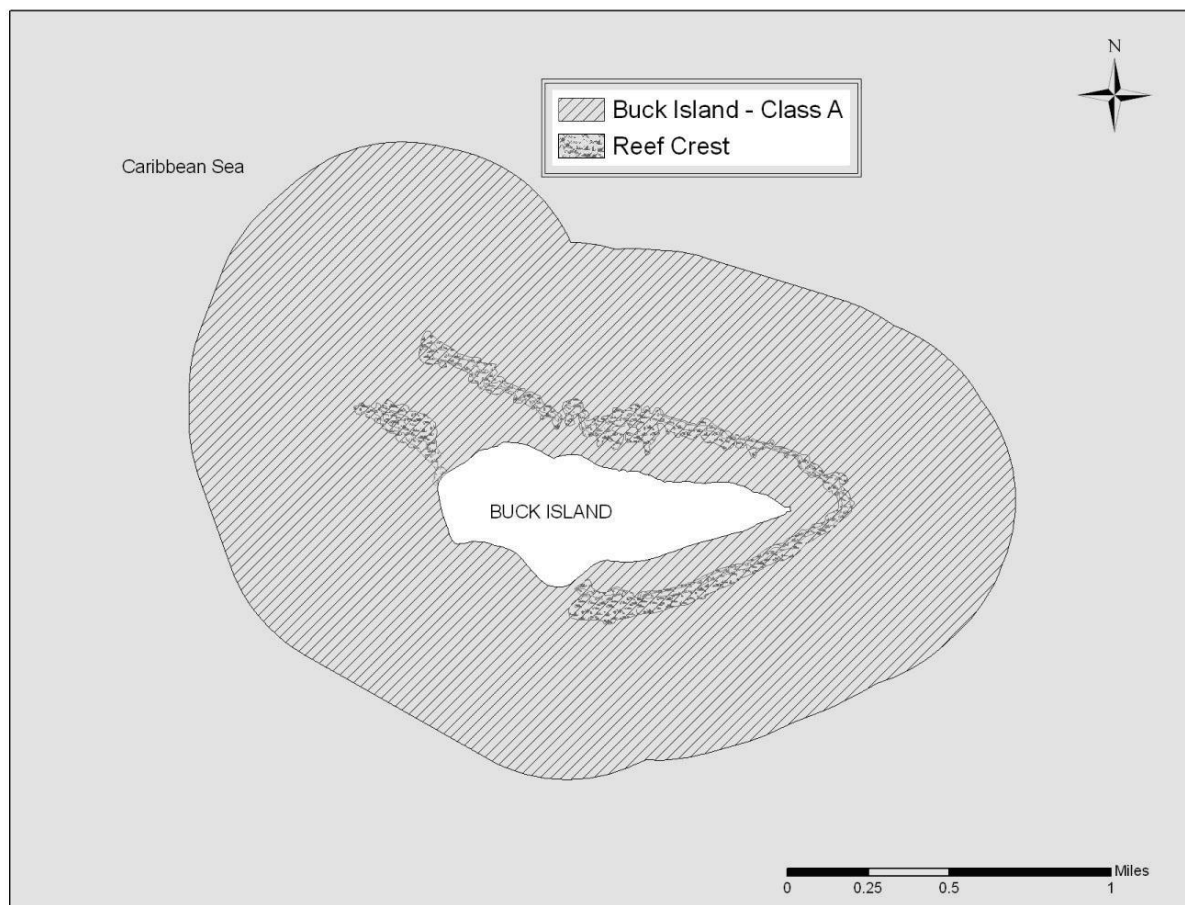 N
Buck Island - Class A
Reef Crest
Caribbean Sea
BUCK ISLAND
Miles
0 0.25 0.5 1